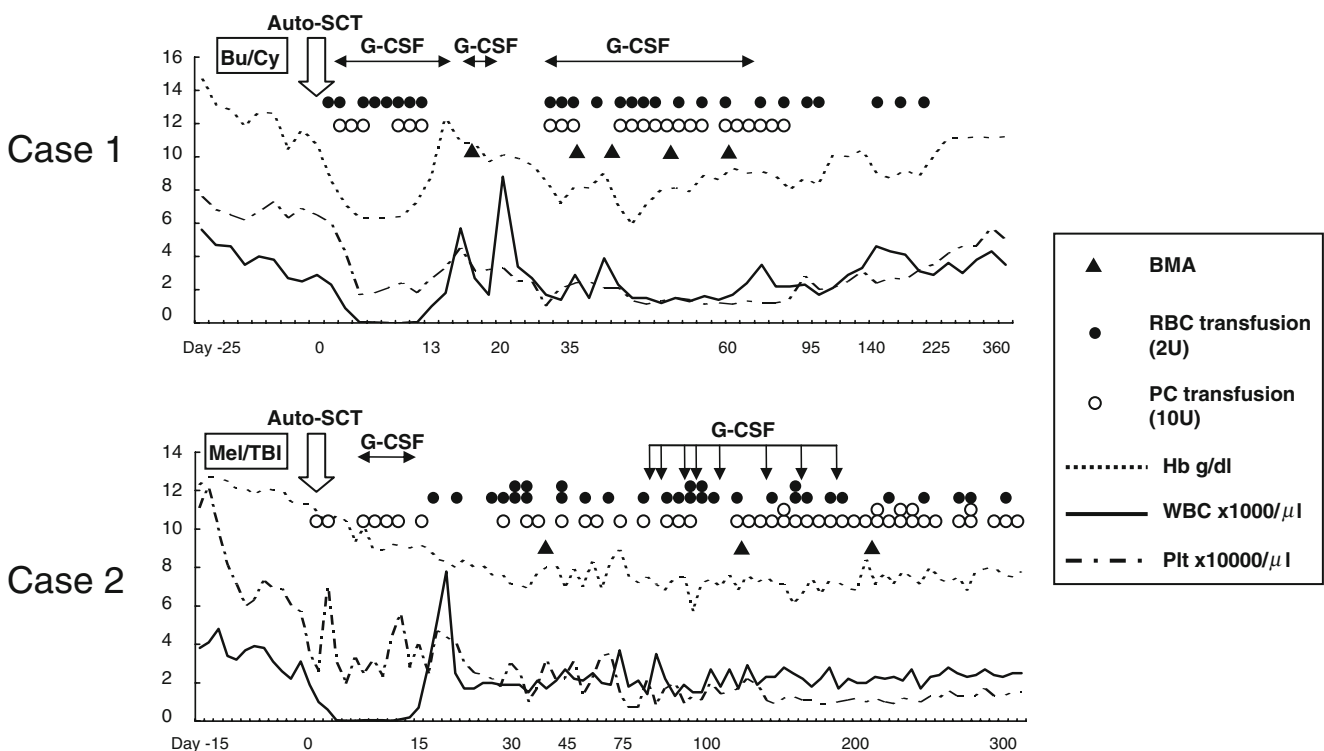 Case 1
Auto-SCT
Bu/Cy
G-CSF
G-CSF
G-CSF
16
14
12
10
8
6
4
2
0
Day -25 0 13 20 35 60 95 140 225 360
Case 2
Auto-SCT
Mel/TBI
G-CSF
G-CSF
14
12
10
8
6
4
2
0
Day -15 0 15 30 45 75 100 200 300
BMA
RBC transfusion
(2U)
PC transfusion
(10U)
Hb g/dl
WBC x1000/μl
Plt x10000/μl